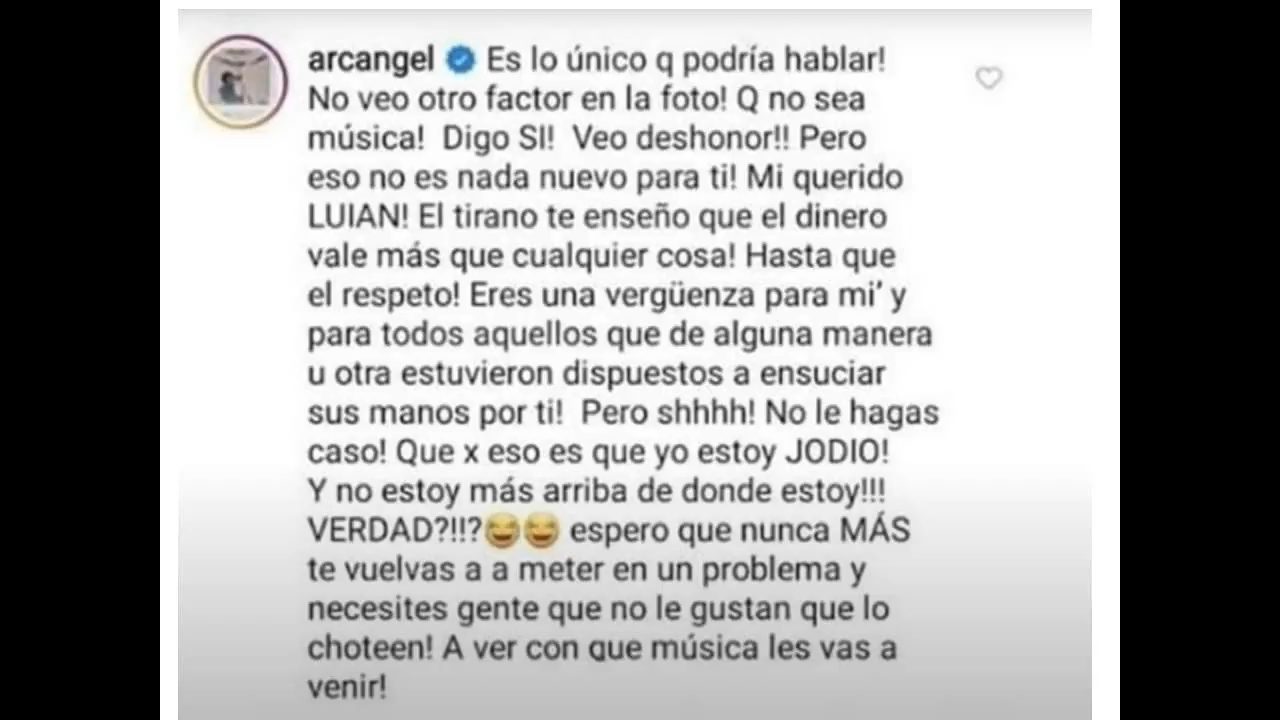 arcangel Es lo único q podría hablar!
No veo otro factor en la foto! Q no sea
música! Digo SI! Veo deshonor!! Pero
eso no es nada nuevo para ti! Mi querido
LUIAN! El tirano te enseño que el dinero
vale más que cualquier cosa! Hasta que
el respeto! Eres una vergüenza para mi’ y
para todos aquellos que de alguna manera
u otra estuvieron dispuestos a ensuciar
sus manos por ti! Pero shhhh! No le hagas
caso! Que x eso es que yo estoy JODIO!
Y no estoy más arriba de donde estoy!!!
VERDAD?!!?😆😆 espero que nunca MÁS
te vuelvas a a meter en un problema y
necesites gente que no le gustan que lo
choteen! A ver con que música les vas a
venir!